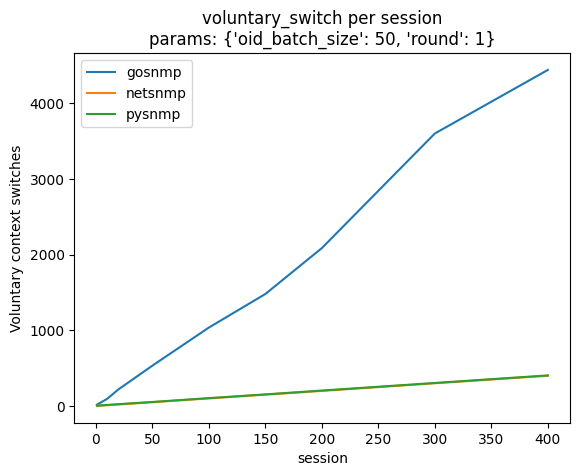 voluntary_switch per session
params: {'oid_batch_size': 50, 'round': 1}
gosnmp
netsnmp
pysnmp
Voluntary context switches
4000
3000
2000
1000
0
0 50 100 150 200 250 300 350 400
session